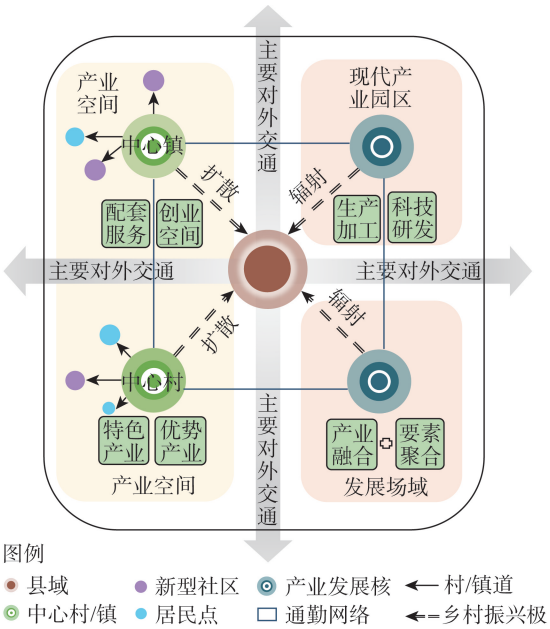 主要对外交通
产业
空间
现代产
业园区
中心镇
扩散
辐射
配套
服务
创业
空间
生产
加工
科技
研发
主要对外交通
主要对外交通
扩散
辐射
中心村
特色
产业
优势
产业
产业
融合
要素
聚合
产业空间
主要对外交通
发展场域
图例
县域
新型社区
产业发展核
村/镇道
中心村/镇
居民点
通勤网络
乡村振兴极